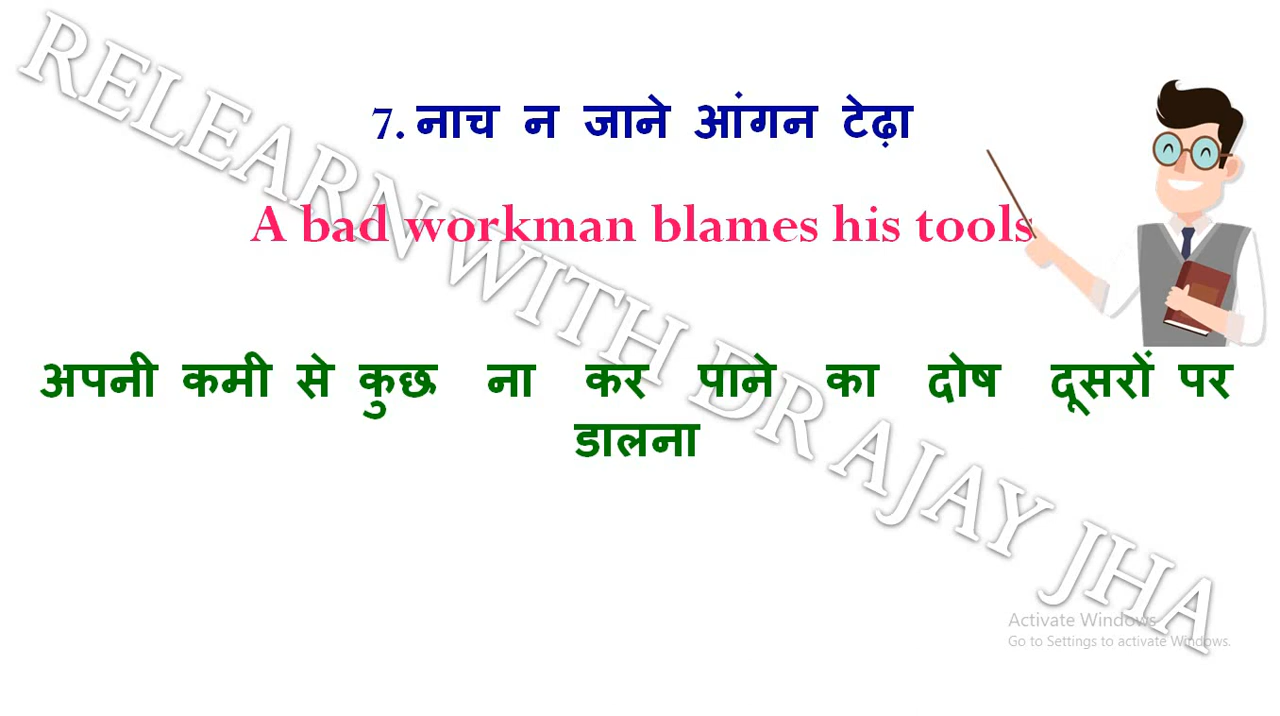 7. नाच न जाने आंगन टेढ़ा
A bad workman blames his tools
अपनी कमी से कुछ ना कर पाने का दोष दूसरों पर
डालना
RELEARN WITH DR AJAY JHA
Activate Windows
Go to Settings to activate Windows.